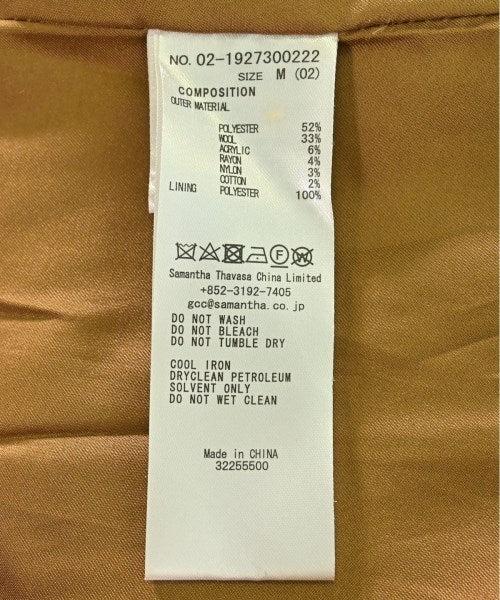 NO. 02-1927300222
SIZE M (02)
COMPOSITION
OUTER MATERIAL
POLYESTER 52%
WOOL 33%
ACRYLIC 6%
RAYON 4%
NYLON 3%
COTTON 2%
LINING POLYESTER 100%
F W
Samantha Thavasa China Limited
+852-3192-7405
gcc@samantha.co.jp
DO NOT WASH
DO NOT BLEACH
DO NOT TUMBLE DRY
COOL IRON
DRYCLEAN PETROLEUM
SOLVENT ONLY
DO NOT WET CLEAN
Made in CHINA
32255500